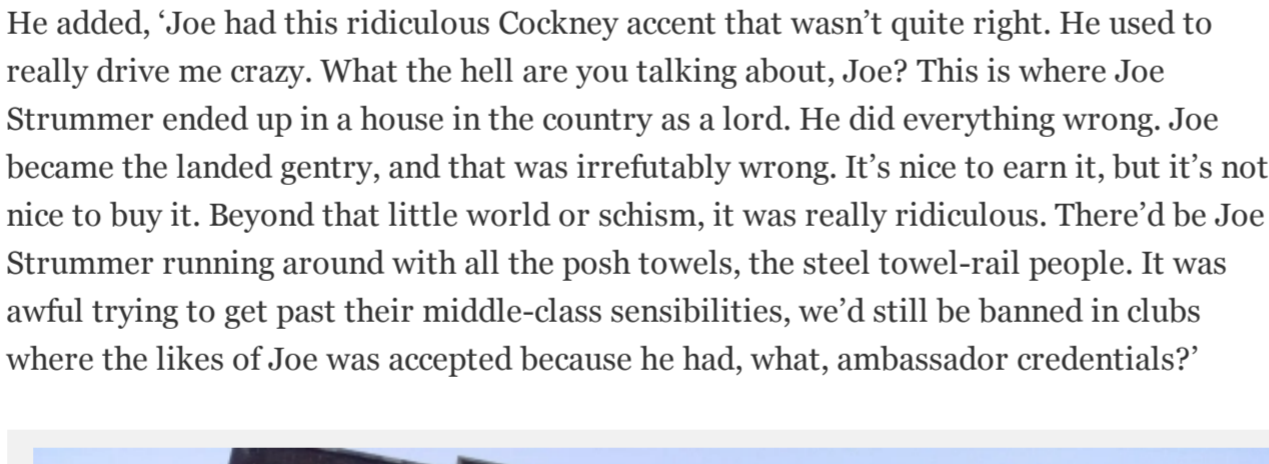 He added, ‘Joe had this ridiculous Cockney accent that wasn’t quite right. He used to
really drive me crazy. What the hell are you talking about, Joe? This is where Joe
Strummer ended up in a house in the country as a lord. He did everything wrong. Joe
became the landed gentry, and that was irrefutably wrong. It’s nice to earn it, but it’s not
nice to buy it. Beyond that little world or schism, it was really ridiculous. There’d be Joe
Strummer running around with all the posh towels, the steel towel-rail people. It was
awful trying to get past their middle-class sensibilities, we’d still be banned in clubs
where the likes of Joe was accepted because he had, what, ambassador credentials?’